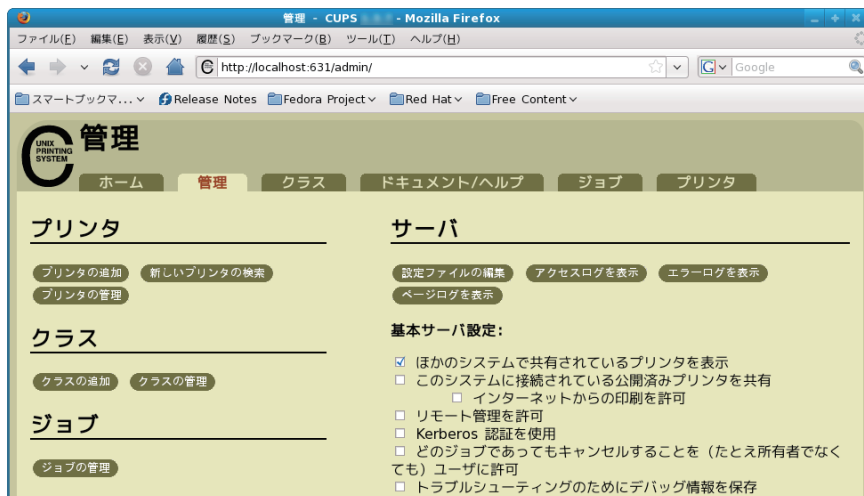 管理 - CUPS - Mozilla Firefox
ファイル(F) 編集(E) 表示(V) 履歴(S) ブックマーク(B) ツール(T) ヘルプ(H)
http://localhost:631/admin/
Google
スマートブックマ... Release Notes Fedora Project Red Hat Free Content
UNIX
PRINTING
SYSTEM
管理
ホーム 管理 クラス ドキュメント/ヘルプ ジョブ プリンタ
プリンタ
プリンタの追加 新しいプリンタの検索
プリンタの管理
クラス
クラスの追加 クラスの管理
ジョブ
ジョブの管理
サーバ
設定ファイルの編集 アクセスログを表示 エラーログを表示
ページログを表示
基本サーバ設定:
ほかのシステムで共有されているプリンタを表示
このシステムに接続されている公開済みプリンタを共有
インターネットからの印刷を許可
リモート管理を許可
Kerberos 認証を使用
どのジョブであってもキャンセルすることを（たとえ所有者でなく
ても）ユーザに許可
トラブルシューティングのためにデバッグ情報を保存